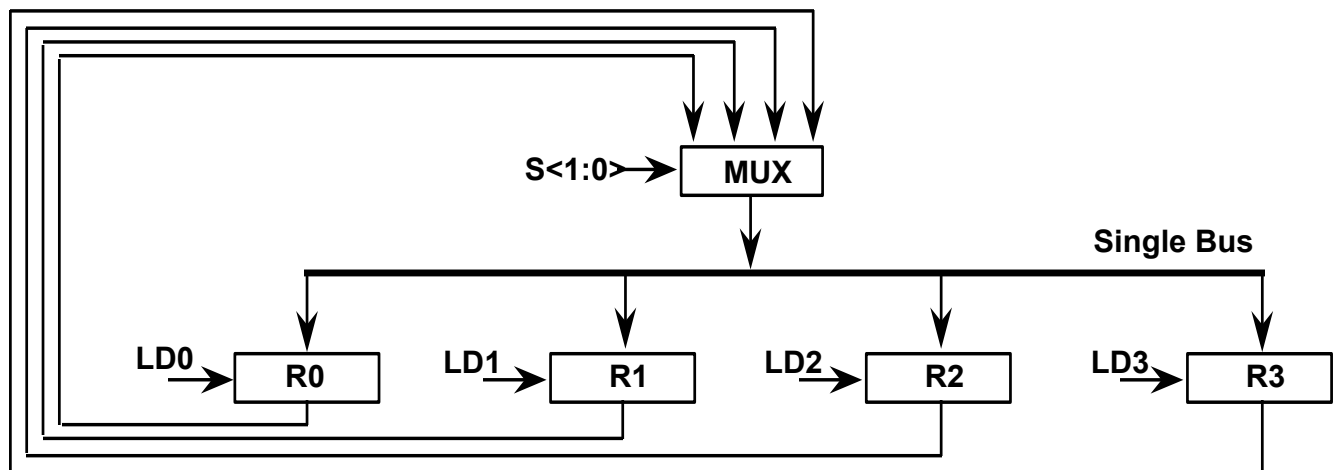 S<1:0>
MUX
Single Bus
LD0
R0
LD1
R1
LD2
R2
LD3
R3